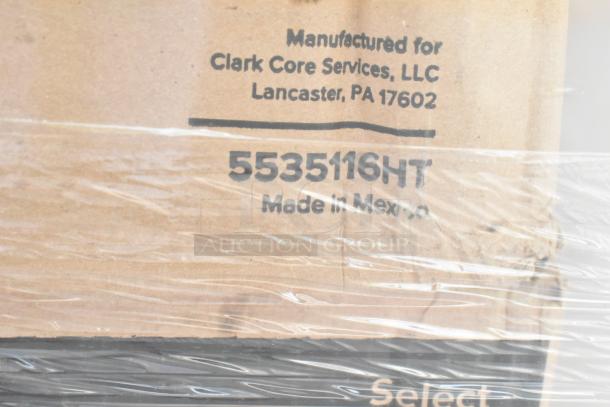 Manufactured for
Clark Core Services, LLC
Lancaster, PA 17602
5535116HT
Made in Mexico
AUCTION GROUP
Select